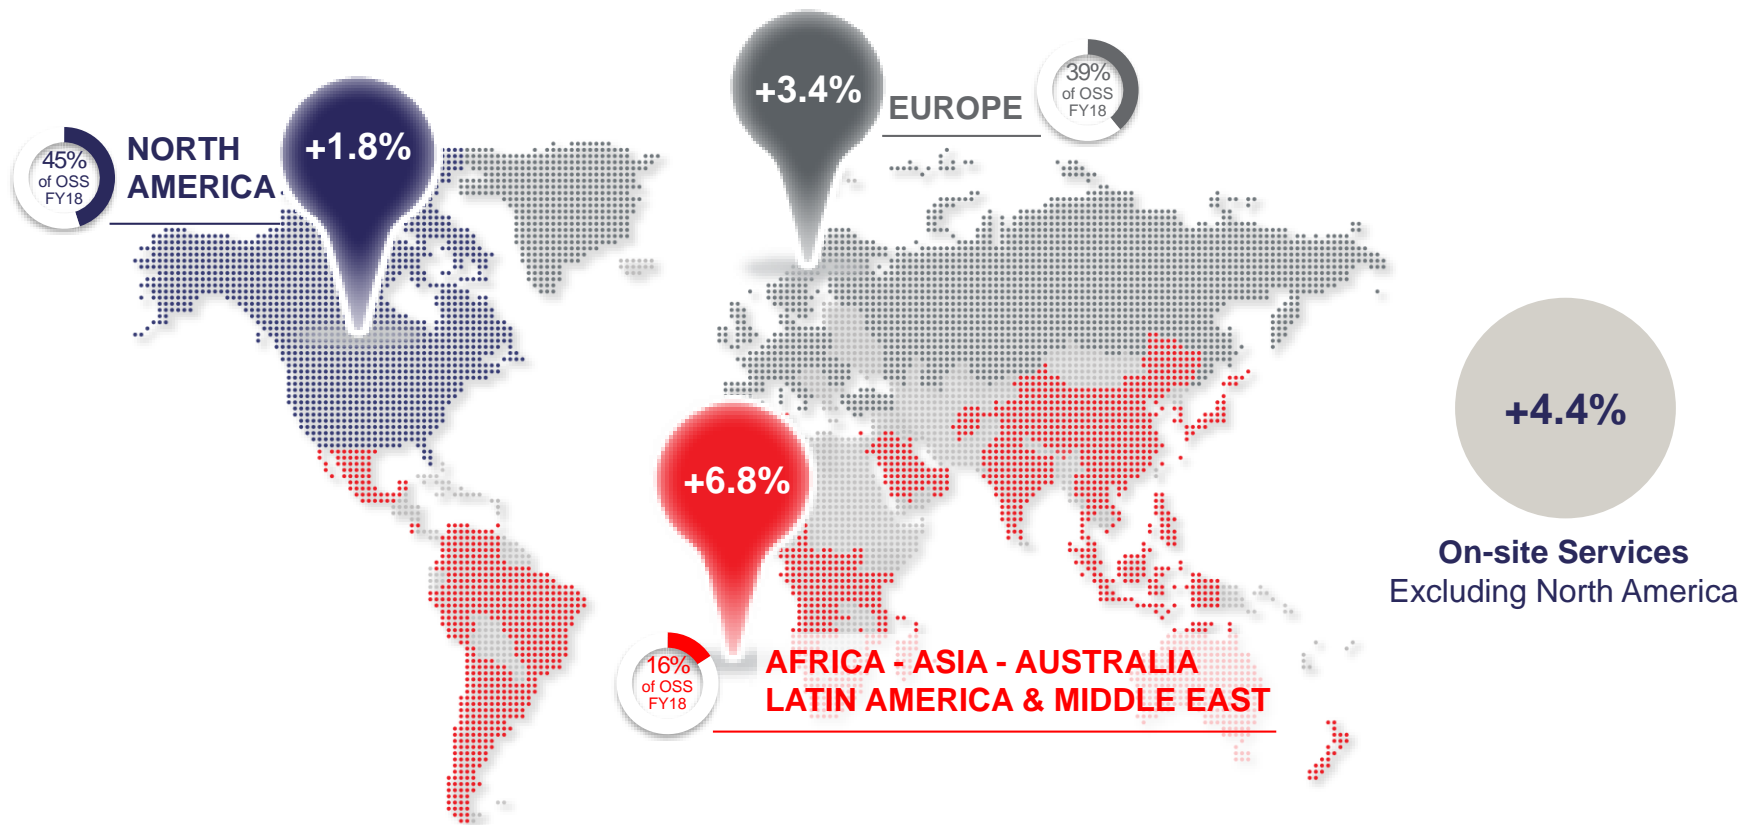 +3.4%
EUROPE
39%
of OSS
FY18
+1.8%
NORTH
AMERICA
45%
of OSS
FY18
+6.8%
16%
of OSS
FY18
AFRICA - ASIA - AUSTRALIA
LATIN AMERICA & MIDDLE EAST
+4.4%
On-site Services
Excluding North America